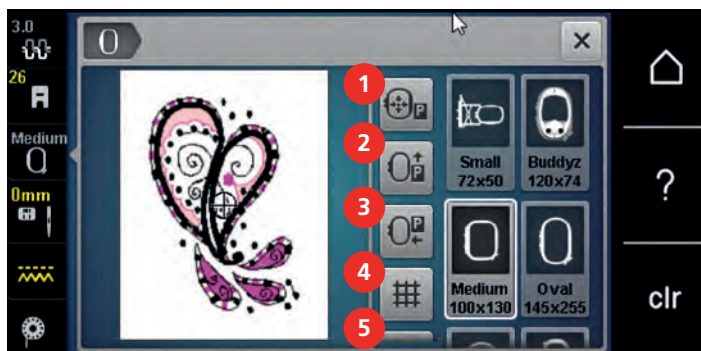 3.0
26
Medium
0mm
1
P
2
P
3
P
4
5
Small
72x50
Buddyz
120x74
Medium
100x130
Oval
145x255
?
clr